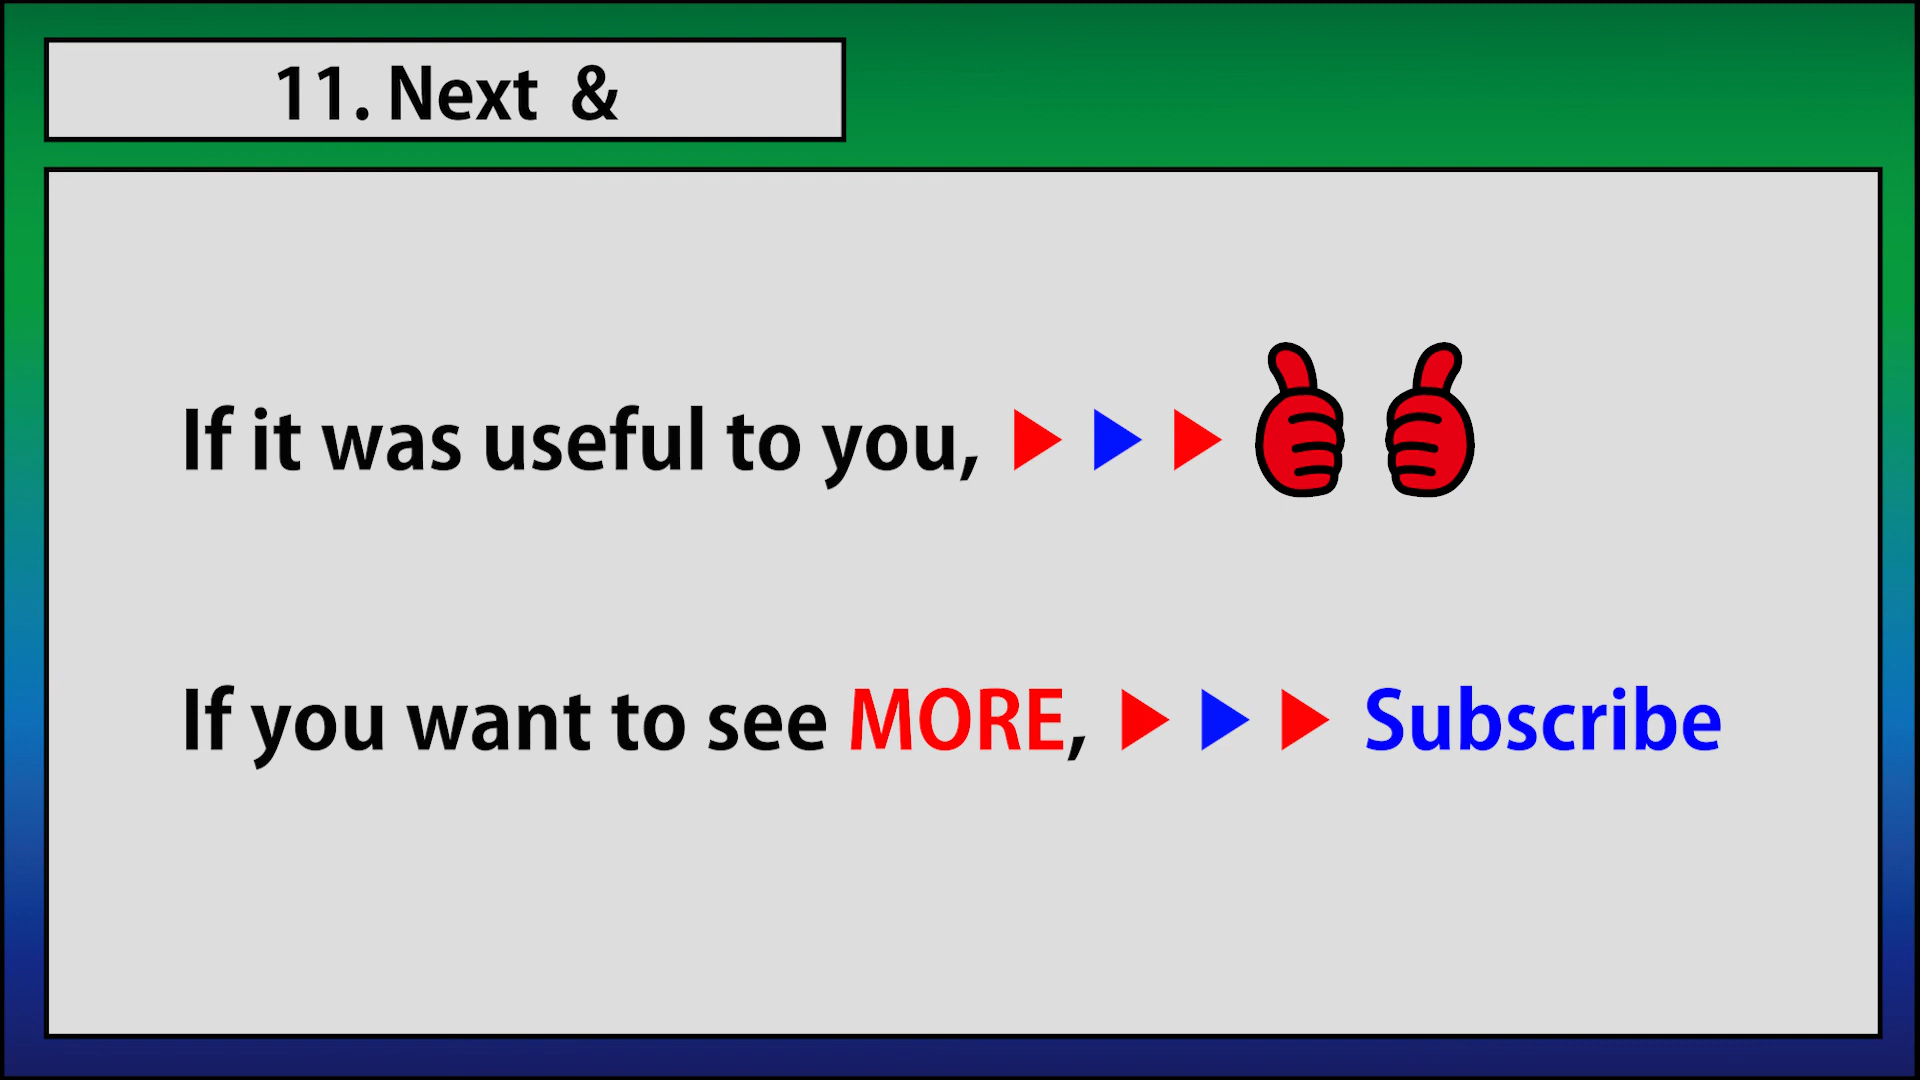 11. Next &
If it was useful to you,
If you want to see MORE, Subscribe